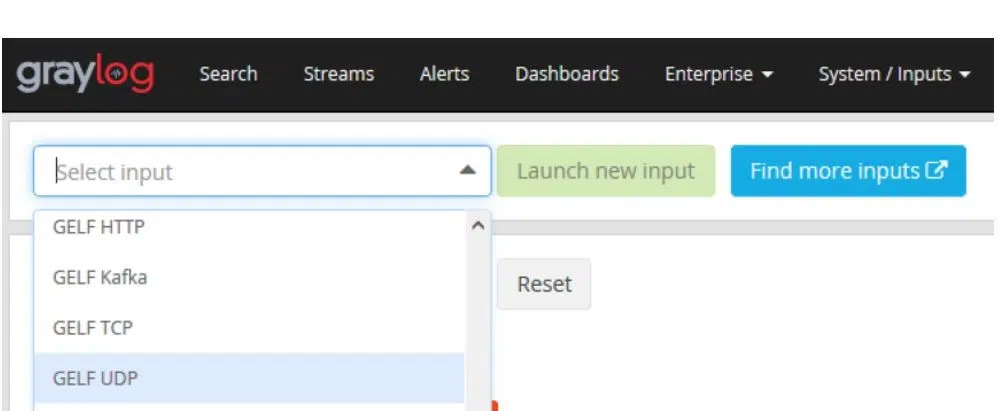 graylog Search Streams Alerts Dashboards Enterprise System / Inputs
Select input Launch new input Find more inputs
GELF HTTP
GELF Kafka
Reset
GELF TCP
GELF UDP